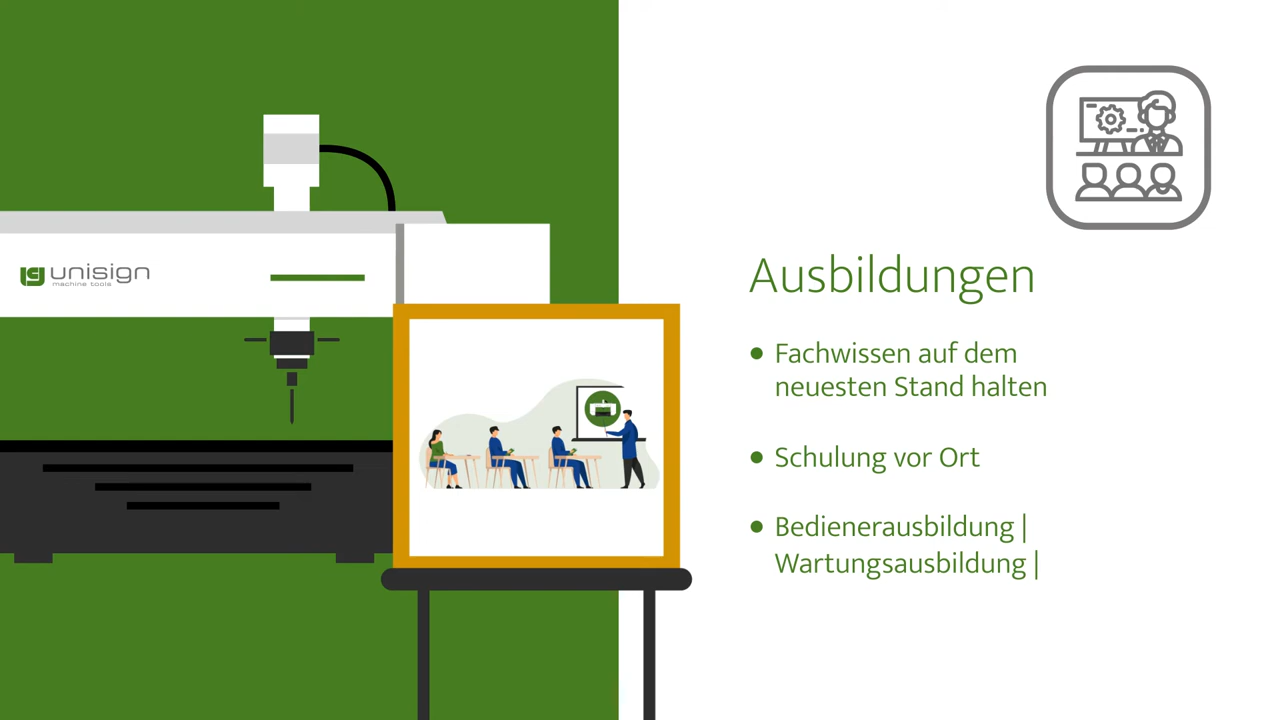 unisign
machine tools
Ausbildungen
• Fachwissen auf dem
neuesten Stand halten
• Schulung vor Ort
• Bedienerausbildung |
Wartungsausbildung |